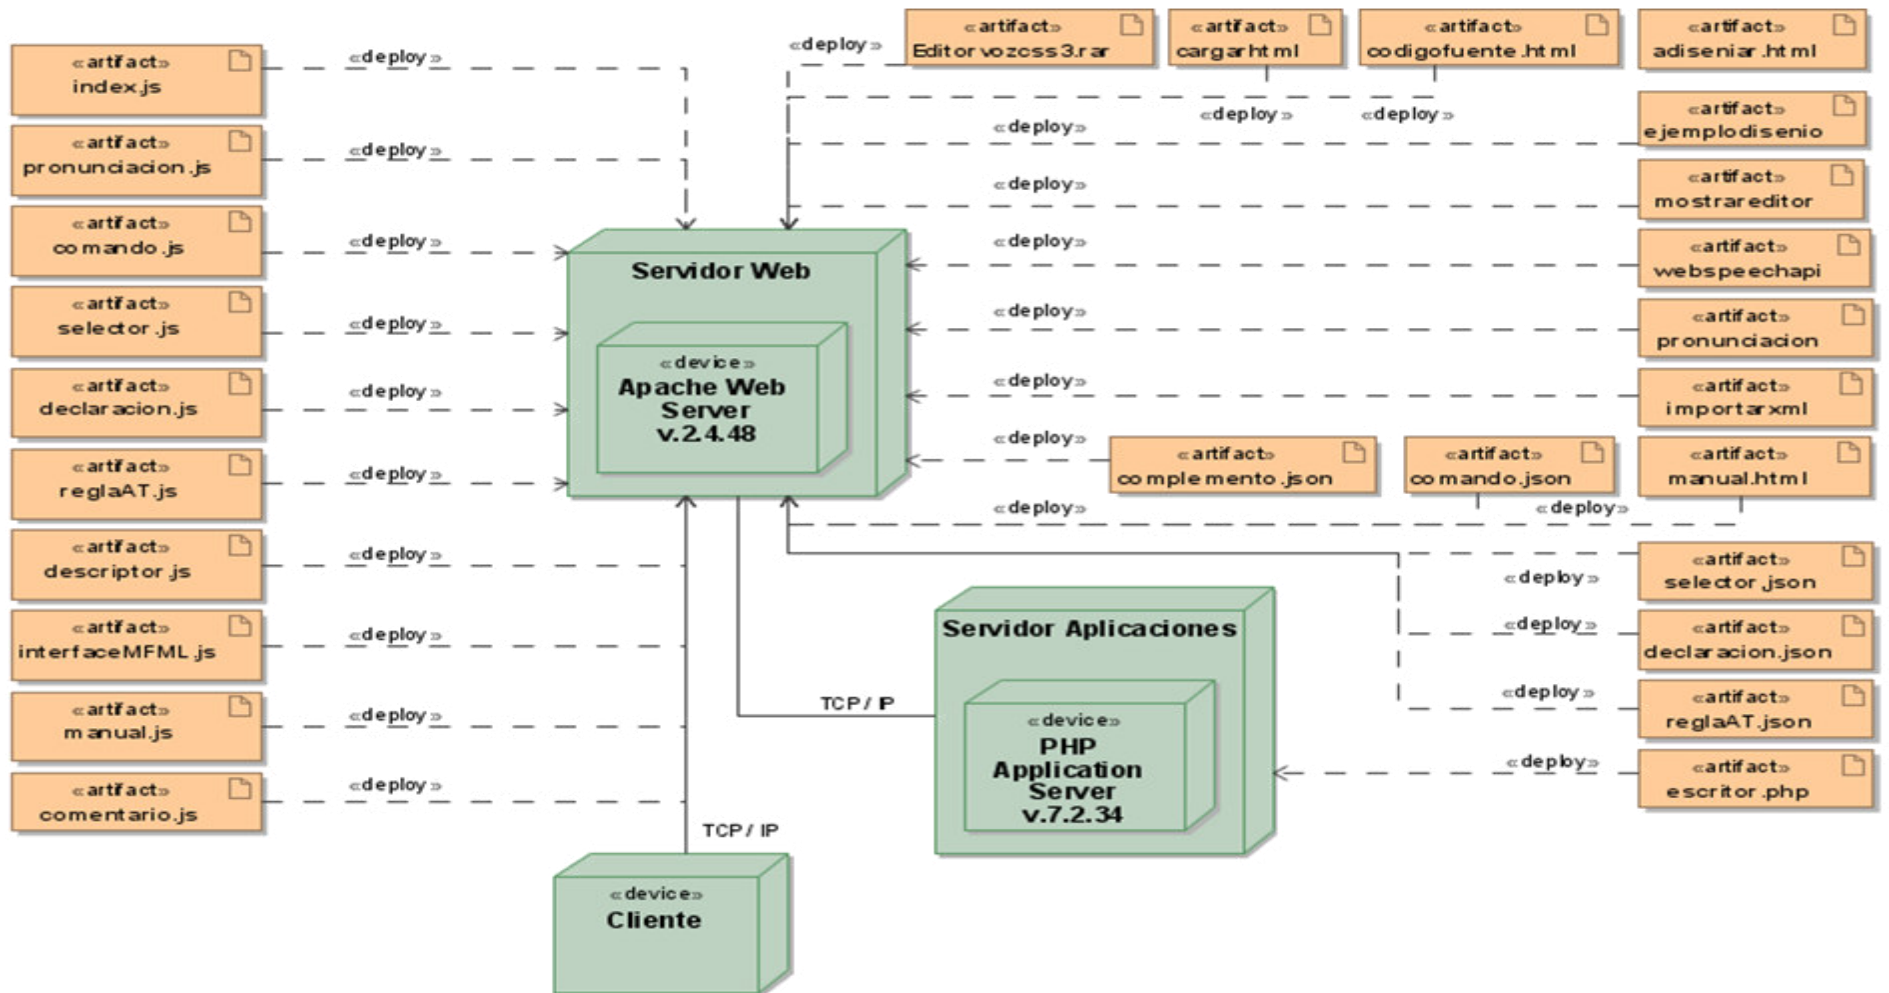 «artifact»
index.js
«artifact»
pronunciacion.js
«artifact»
comando.js
«artifact»
selector.js
«artifact»
declaracion.js
«artifact»
reglaAT.js
«artifact»
descriptor.js
«artifact»
interfaceMFML.js
«artifact»
manual.js
«artifact»
comentario.js
«deploy»
«deploy»
«deploy»
«deploy»
«deploy»
«deploy»
«deploy»
«deploy»
«deploy»
«deploy»
«deploy»
«artifact»
Editorvozcss3.rar
«artifact»
cargarhtml
«artifact»
codigofuente.html
«artifact»
adiseniar.html
«deploy»
«deploy»
«deploy»
«artifact»
ejemplodisenio
«deploy»
«artifact»
mostrareditor
«deploy»
«artifact»
webspeechapi
«deploy»
«artifact»
pronunciacion
«deploy»
«artifact»
importarxml
«deploy»
«artifact»
complemento.json
«artifact»
comando.json
«artifact»
manual.html
«deploy»
«deploy»
«artifact»
selector.json
«deploy»
«artifact»
declaracion.json
«deploy»
«artifact»
reglaAT.json
«deploy»
«artifact»
escritor.php
«deploy»
Servidor Web
«device»
Apache Web
Server
v.2.4.48
Servidor Aplicaciones
«device»
PHP
Application
Server
v.7.2.34
TCP / IP
TCP / IP
«device»
Cliente